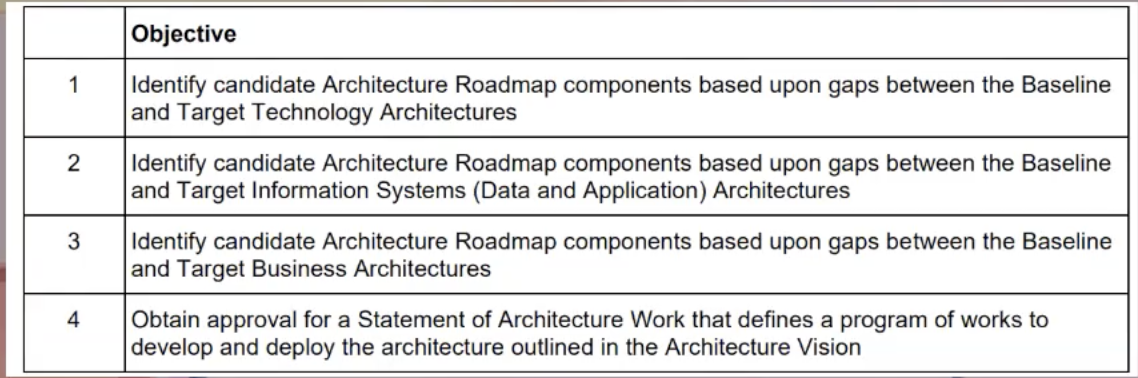 Objective
1
Identify candidate Architecture Roadmap components based upon gaps between the Baseline
and Target Technology Architectures
2
Identify candidate Architecture Roadmap components based upon gaps between the Baseline
and Target Information Systems (Data and Application) Architectures
3
Identify candidate Architecture Roadmap components based upon gaps between the Baseline
and Target Business Architectures
4
Obtain approval for a Statement of Architecture Work that defines a program of works to
develop and deploy the architecture outlined in the Architecture Vision